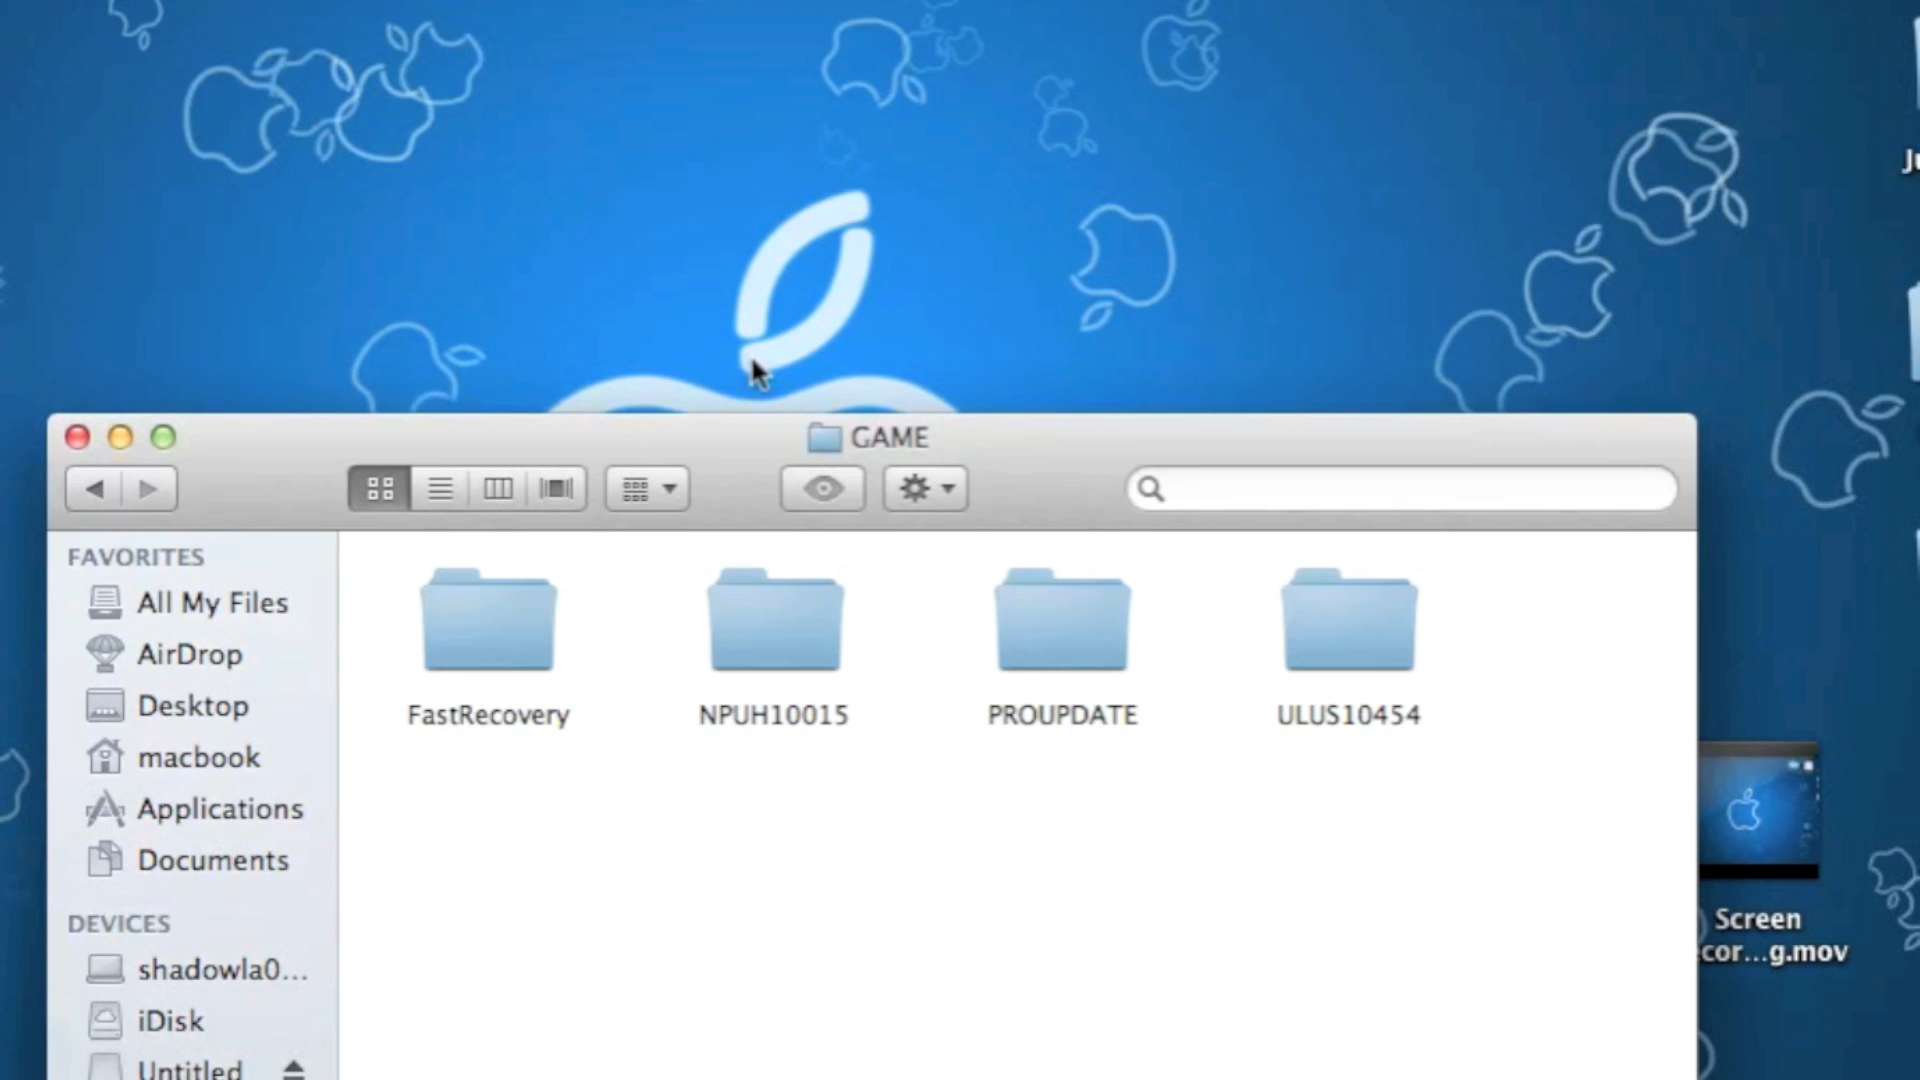 GAME
FAVORITES
All My Files
AirDrop
Desktop
macbook
Applications
Documents
DEVICES
shadowla0...
iDisk
Untitled
FastRecovery
NPUH10015
PROUPDATE
ULUS10454
Ju
Screen
cor...g.mov